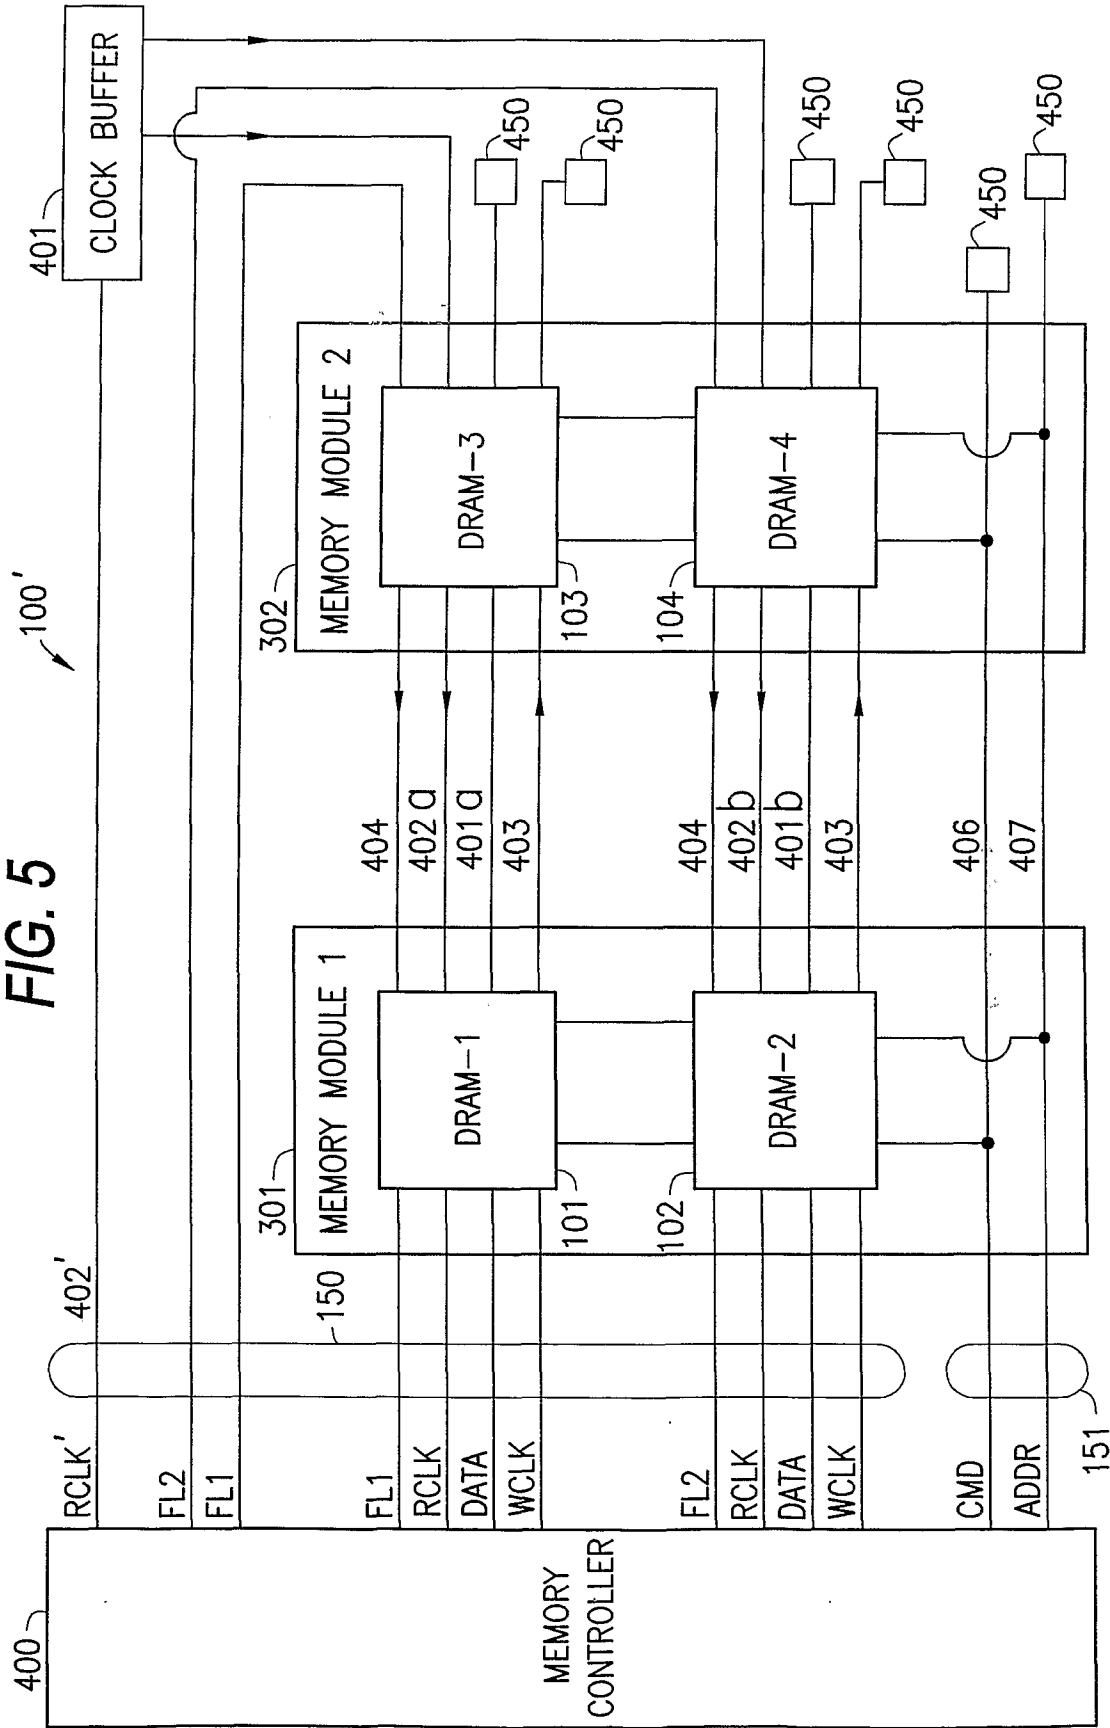 FIG. 5
100'
400
MEMORY
CONTROLLER
RCLK'
FL2
FL1
FL1
RCLK
DATA
WCLK
FL2
RCLK
DATA
WCLK
CMD
ADDR
402'
150
151
301
MEMORY MODULE 1
DRAM-1
101
DRAM-2
102
404
402a
401a
403
404
402b
401b
403
406
407
302
MEMORY MODULE 2
DRAM-3
103
DRAM-4
104
401
CLOCK BUFFER
450
450
450
450
450
450